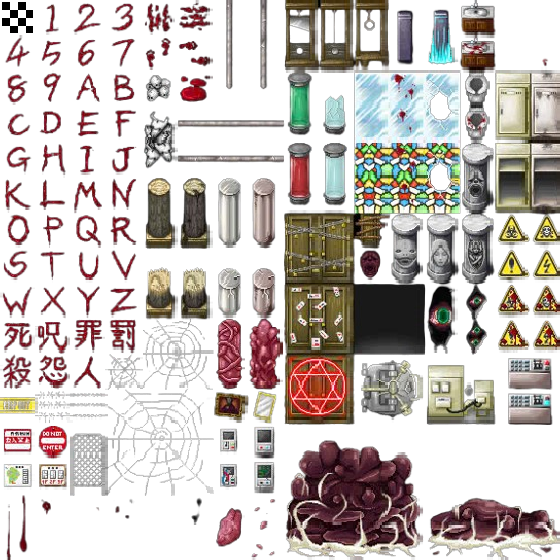 1 2 3
4 5 6 7
8 9 A B
C D E F
G H I J
K L M N
O P Q R
S T U V
W X Y Z
死 呪 罪 罰
殺 怨 人
DO NOT
ENTER